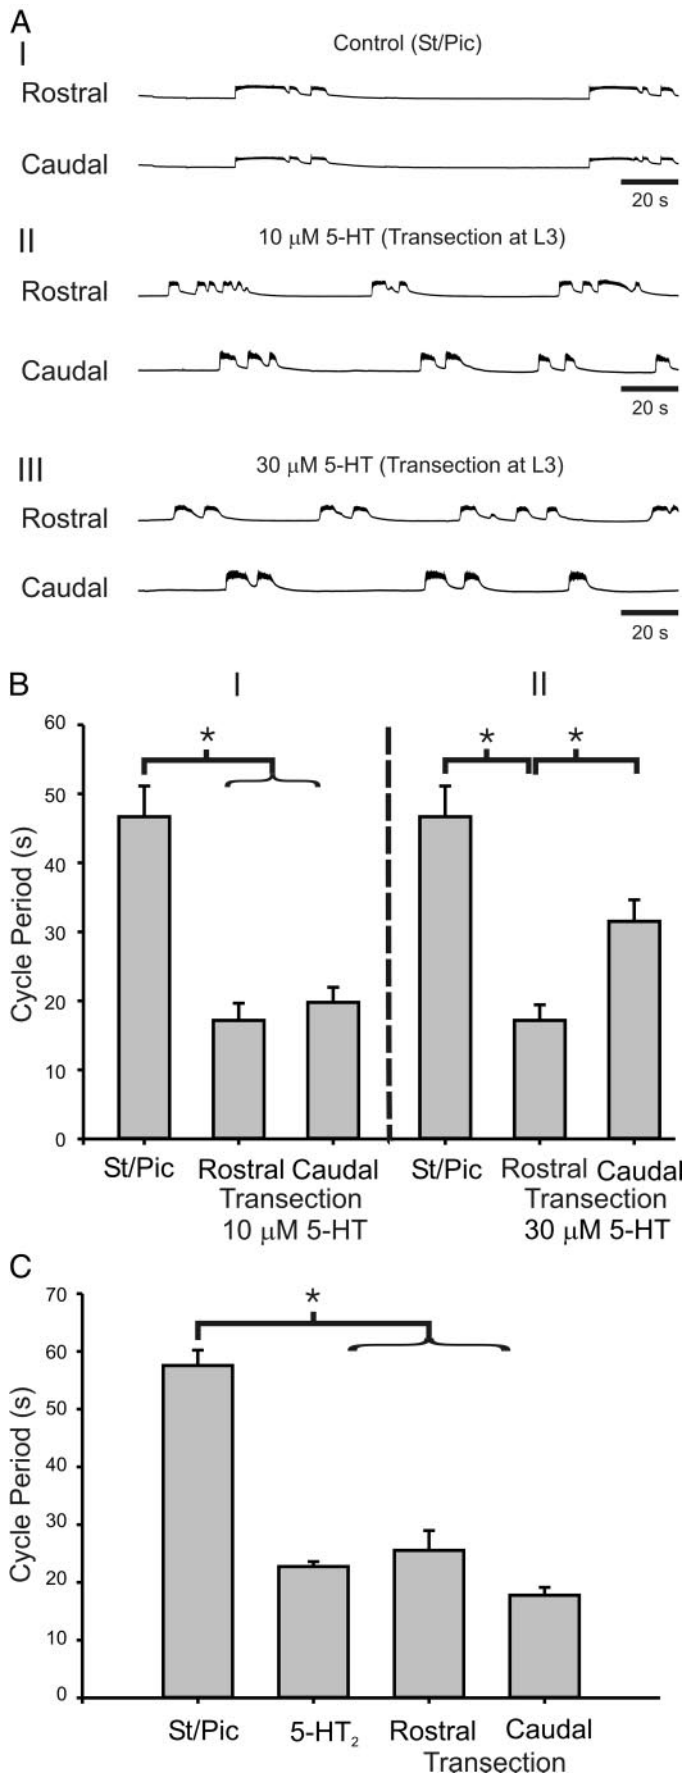 A
I
Control (St/Pic)
Rostral
Caudal
20 s
II
10 μM 5-HT (Transection at L3)
Rostral
Caudal
20 s
III
30 μM 5-HT (Transection at L3)
Rostral
Caudal
20 s
B
I
II
Cycle Period (s)
60
50
40
30
20
10
0
*
*
*
St/Pic
Rostral Caudal
Transection
10 μM 5-HT
St/Pic
Rostral Caudal
Transection
30 μM 5-HT
C
Cycle Period (s)
70
60
50
40
30
20
10
0
*
St/Pic
5-HT₂
Rostral
Caudal
Transection